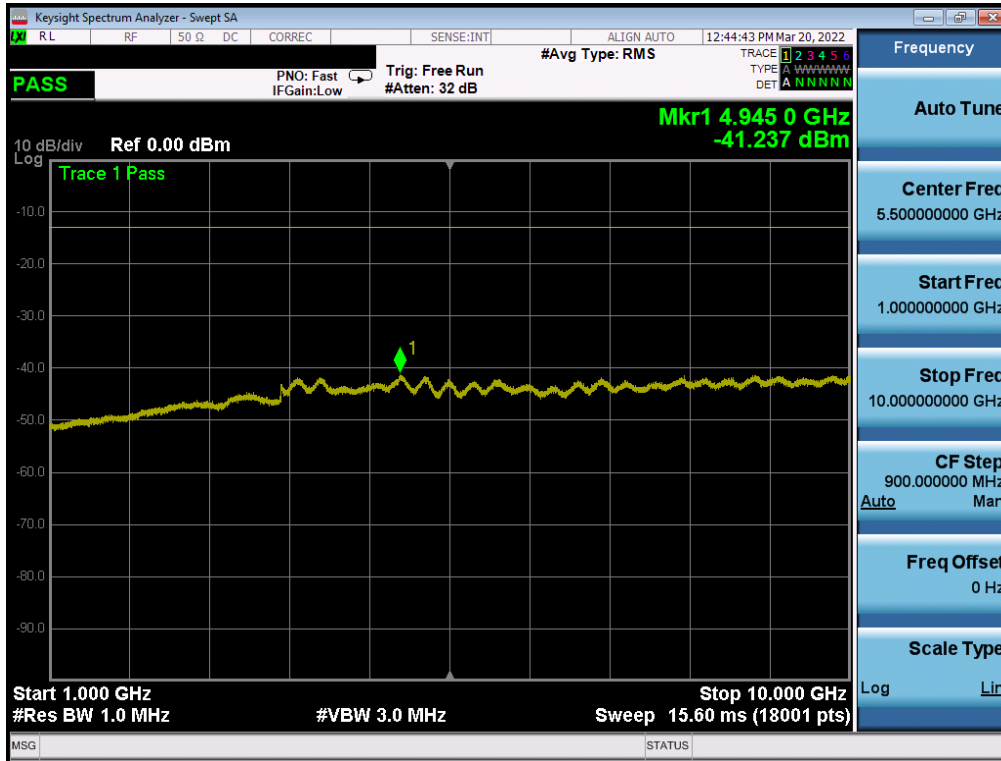 Keysight Spectrum Analyzer - Swept SA
LXI RL RF 50 Ω DC CORREC SENSE:INT ALIGN AUTO 12:44:43 PM Mar 20, 2022
#Avg Type: RMS TRACE 1 2 3 4 5 6
PNO: Fast Trig: Free Run TYPE A WWWWW
IFGain:Low #Atten: 32 dB DET A N N N N N
PASS
Mkr1 4.945 0 GHz
-41.237 dBm
10 dB/div Ref 0.00 dBm
Log
Trace 1 Pass
-10.0
-20.0
-30.0
1
-40.0
-50.0
-60.0
-70.0
-80.0
-90.0
Start 1.000 GHz Stop 10.000 GHz
#Res BW 1.0 MHz #VBW 3.0 MHz Sweep 15.60 ms (18001 pts)
MSG STATUS
Frequency
Auto Tune
Center Freq
5.500000000 GHz
Start Freq
1.000000000 GHz
Stop Freq
10.000000000 GHz
CF Step
900.000000 MHz
Auto Man
Freq Offset
0 Hz
Scale Type
Log Lin